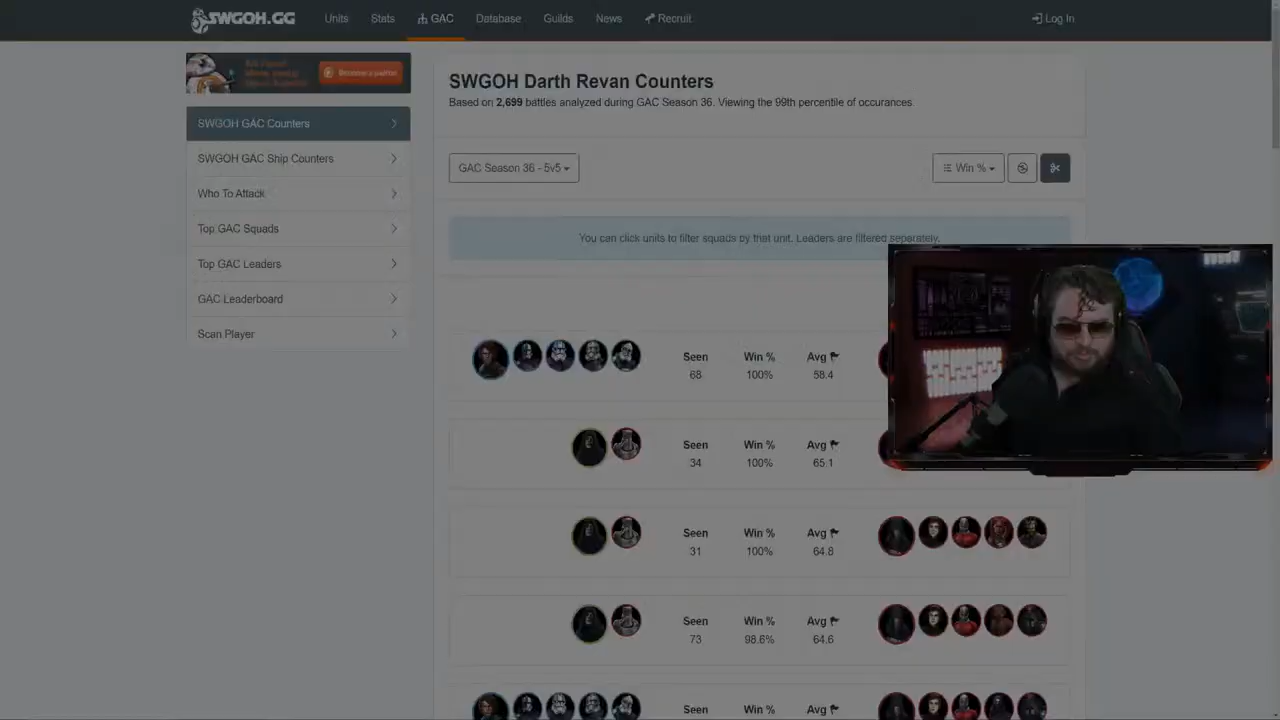 SWGOH.GG
Units
Stats
GAC
Database
Guilds
News
Recruit
Log In
Become a patron
SWGOH GAC Counters
SWGOH GAC Ship Counters
Who To Attack
Top GAC Squads
Top GAC Leaders
GAC Leaderboard
Scan Player
SWGOH Darth Revan Counters
Based on 2,699 battles analyzed during GAC Season 36. Viewing the 99th percentile of occurances
GAC Season 36 - 5v5
Win %
You can click units to filter squads by that unit. Leaders are filtered seperately.
Seen Win % Avg
68 100% 58.4
Seen Win % Avg
34 100% 65.1
Seen Win % Avg
31 100% 64.8
Seen Win % Avg
73 98.6% 64.6
Seen Win % Avg